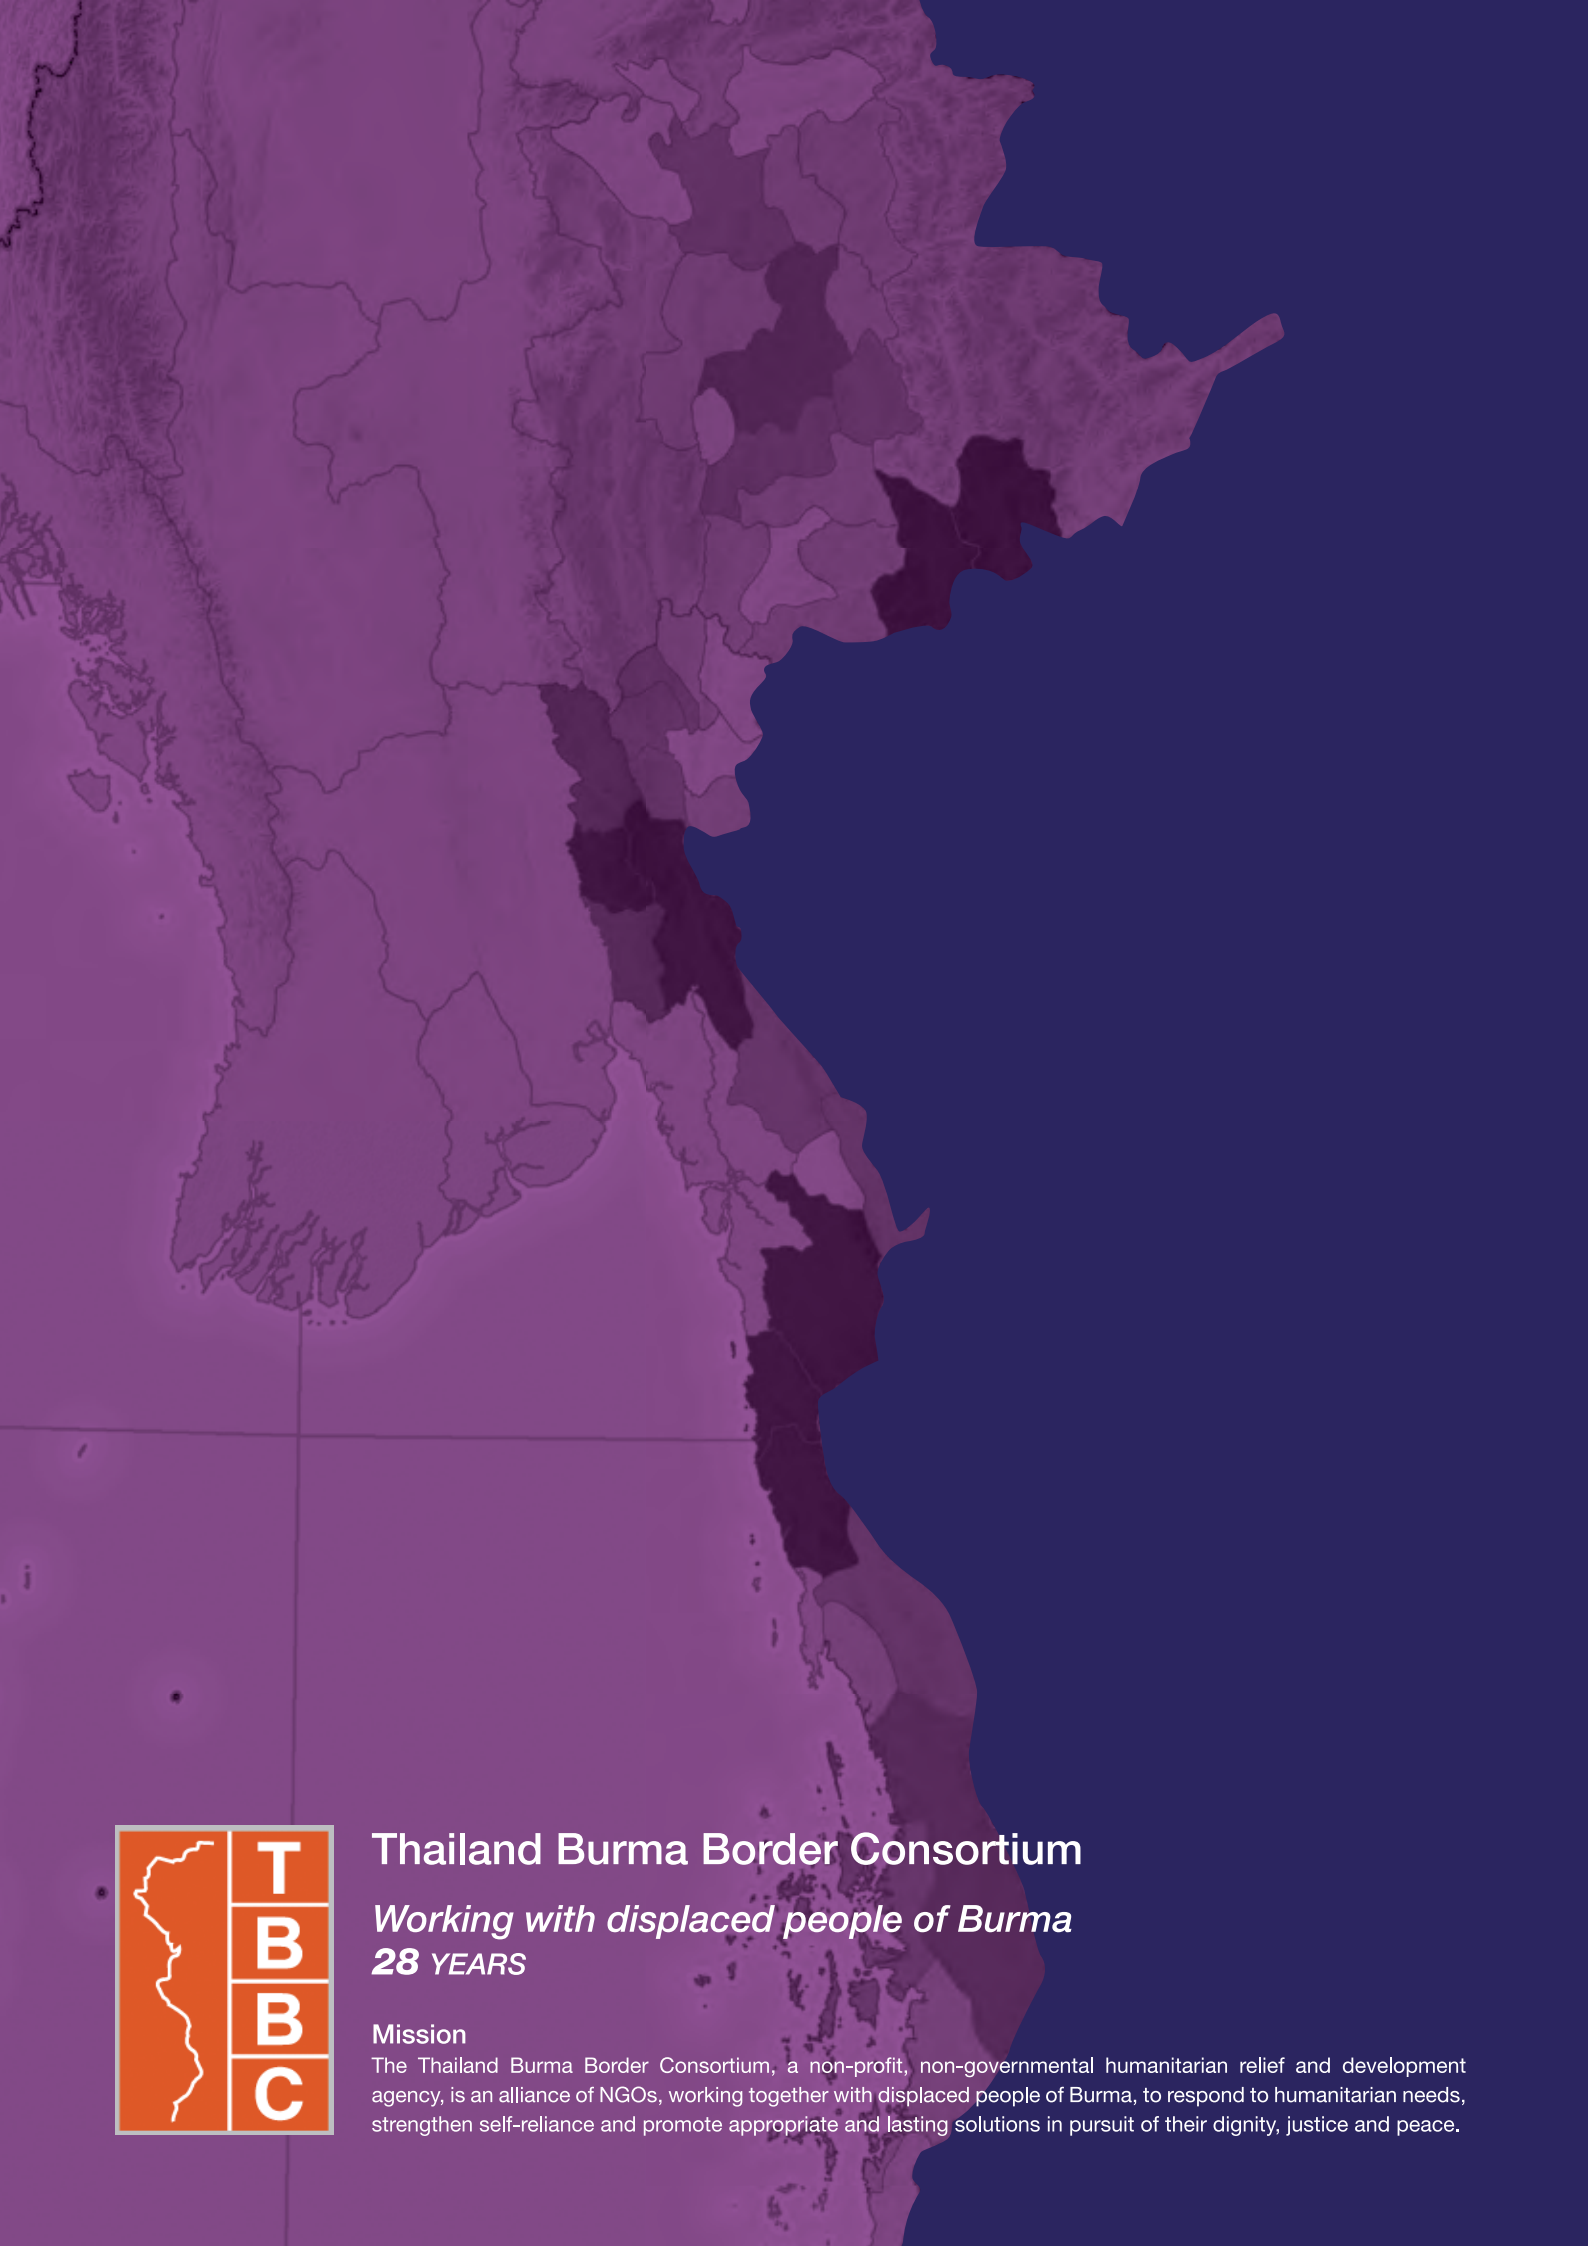 T
B
B
C
Thailand Burma Border Consortium
Working with displaced people of Burma
28 YEARS
Mission
The Thailand Burma Border Consortium, a non-profit, non-governmental humanitarian relief and development
agency, is an alliance of NGOs, working together with displaced people of Burma, to respond to humanitarian needs,
strengthen self-reliance and promote appropriate and lasting solutions in pursuit of their dignity, justice and peace.